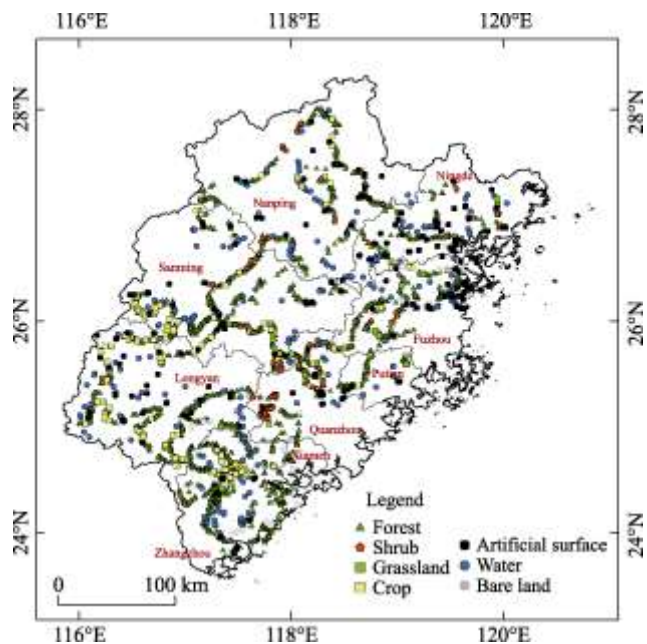 116°E 118°E 120°E
28°N 28°N
Ningde
Nanping
Sanming
26°N 26°N
Fuzhou
Longyan
Putian
Quanzhou
Xiamen
Legend
Forest
Shrub
Grassland
Crop
Artificial surface
Water
Bare land
24°N 24°N
Zhangzhou
0 100 km
116°E 118°E 120°E